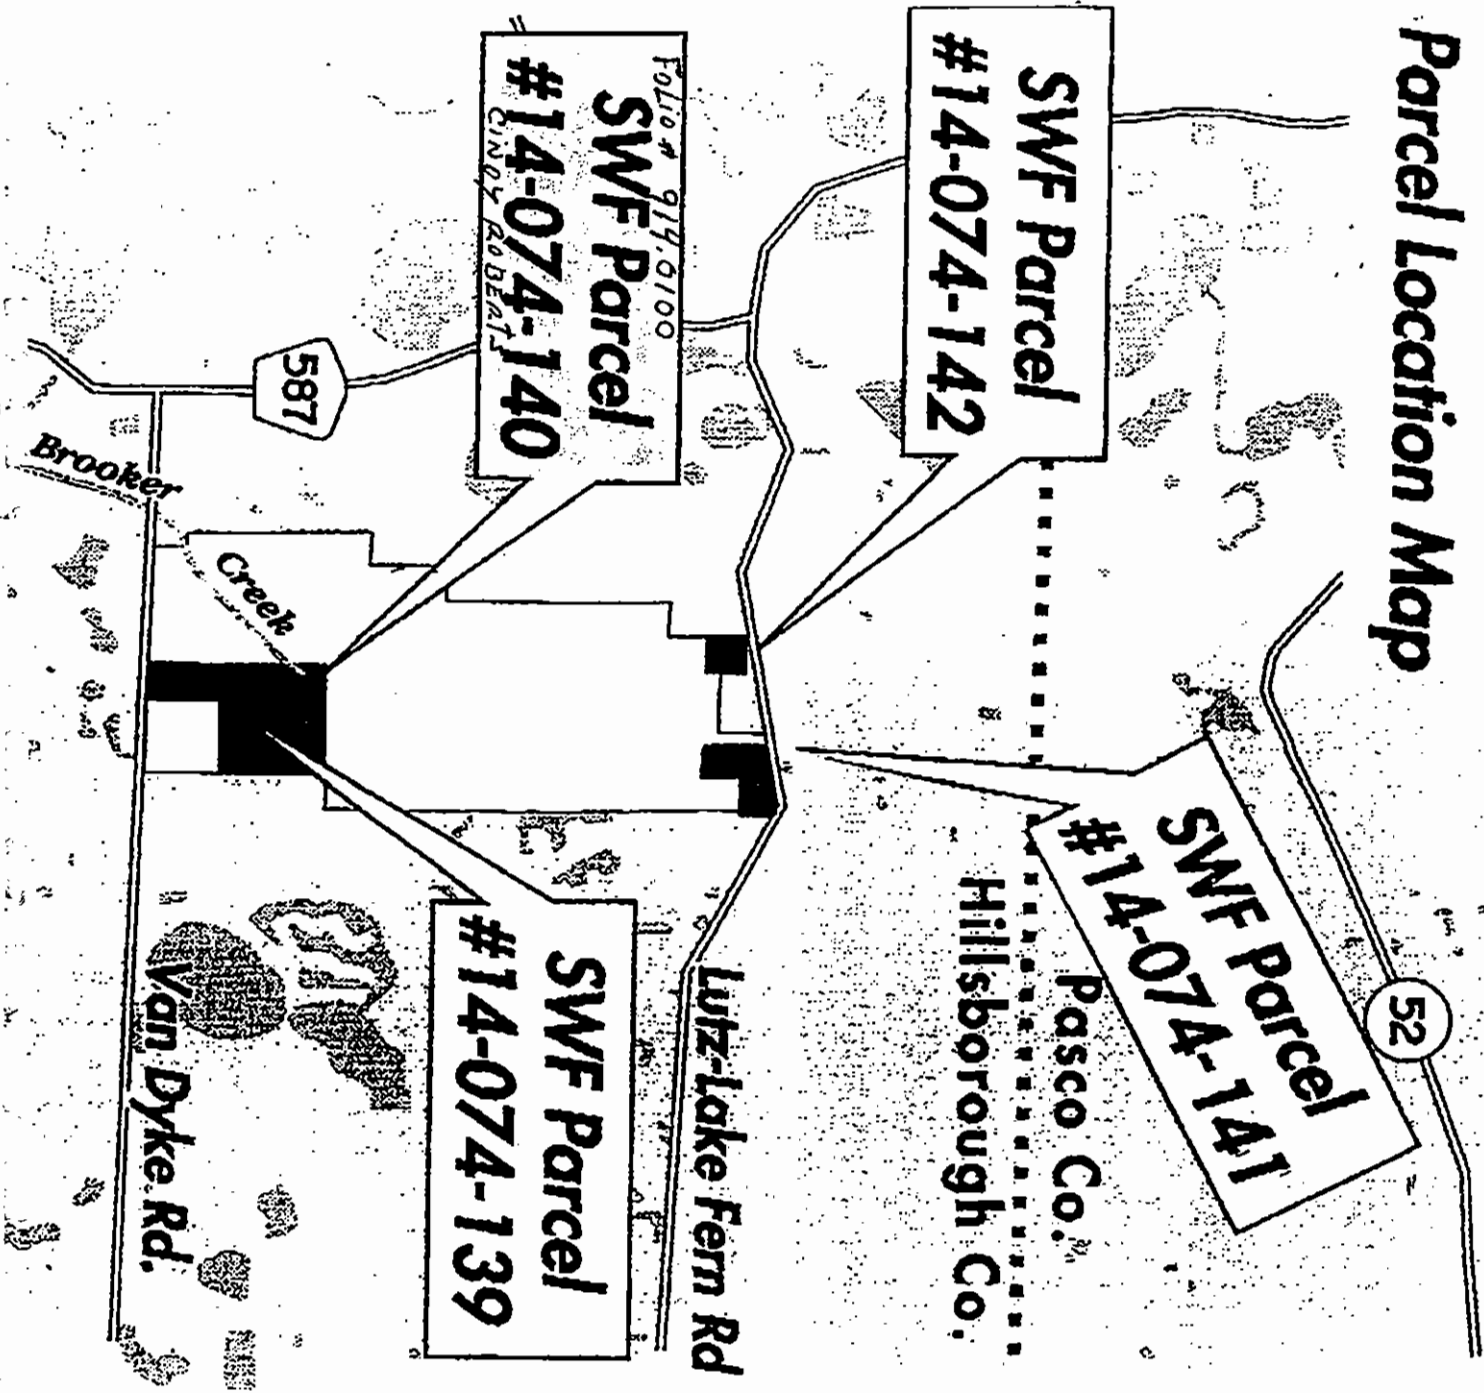 Parcel Location Map
52
SWF Parcel
#14-074-142
SWF Parcel
#14-074-141
Pasco Co.
Hillsborough Co.
Folio # 914.0100
SWF Parcel
#14-074-140
CINDY ROBERTS
Lutz-Lake Fern Rd
SWF Parcel
#14-074-139
587
Brooker
Creek
Van Dyke Rd.